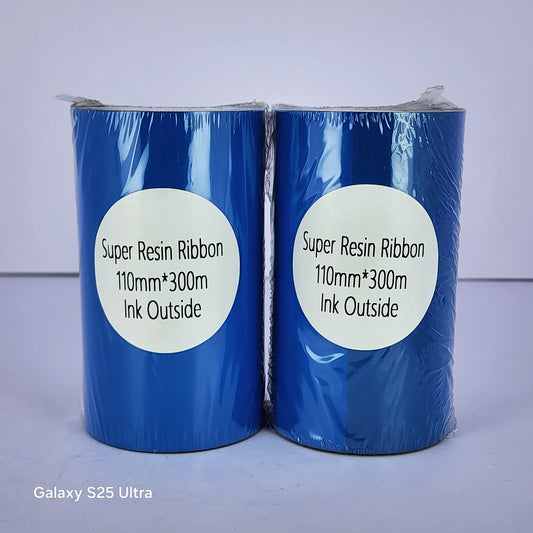 Super Resin Ribbon
110mm*300m
Ink Outside
Super Resin Ribbon
110mm*300m
Ink Outside
Galaxy S25 Ultra